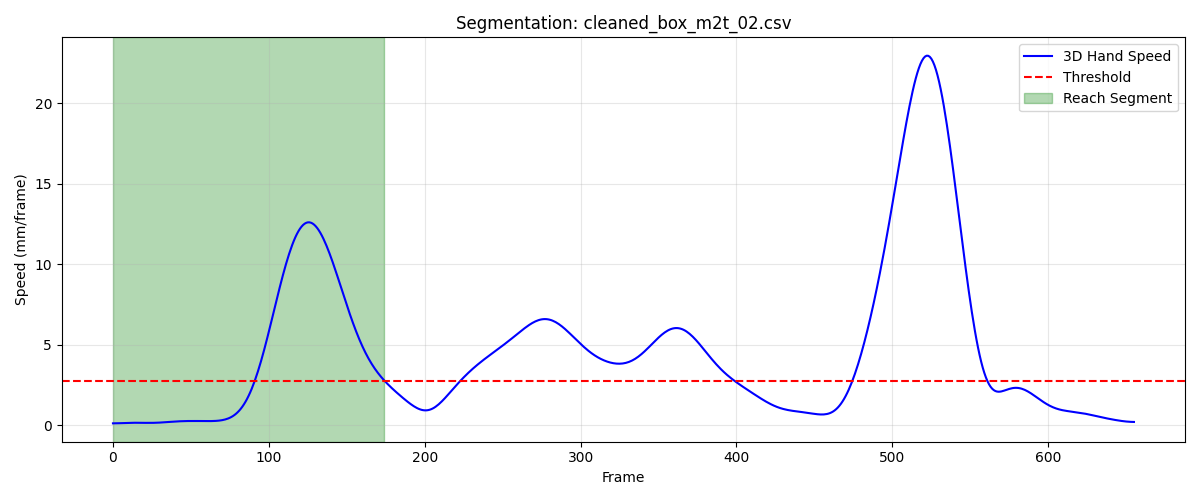 Segmentation: cleaned_box_m2t_02.csv
3D Hand Speed
Threshold
Reach Segment
Speed (mm/frame)
20
15
10
5
0
0 100 200 300 400 500 600
Frame